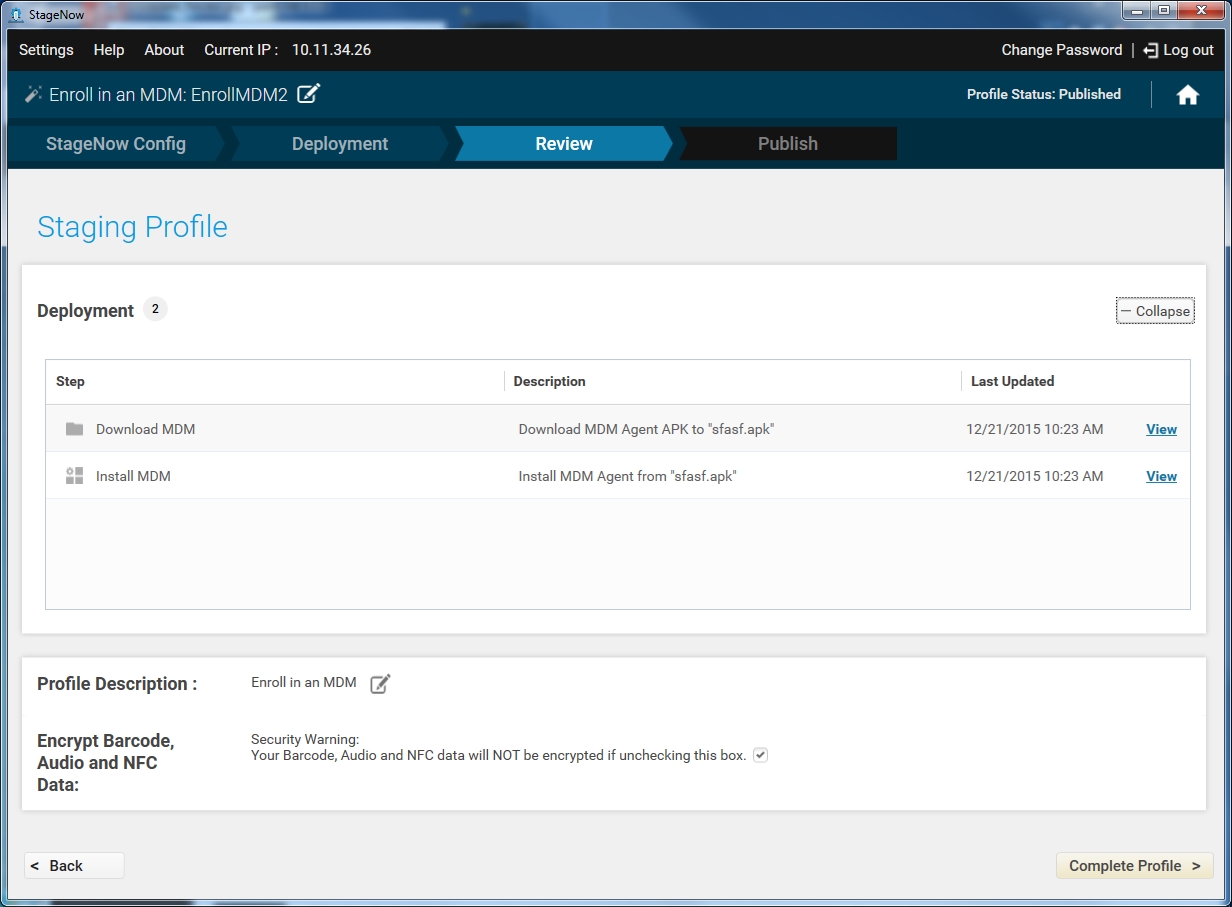 StageNow
Settings Help About Current IP : 10.11.34.26 Change Password | Log out
Enroll in an MDM: EnrollMDM2 Profile Status: Published
StageNow Config Deployment Review Publish
Staging Profile
Deployment 2 — Collapse
Step Description Last Updated
Download MDM Download MDM Agent APK to "sfasf.apk" 12/21/2015 10:23 AM View
Install MDM Install MDM Agent from "sfasf.apk" 12/21/2015 10:23 AM View
Profile Description : Enroll in an MDM
Encrypt Barcode, Audio and NFC Data:
Security Warning:
Your Barcode, Audio and NFC data will NOT be encrypted if unchecking this box.
< Back Complete Profile >